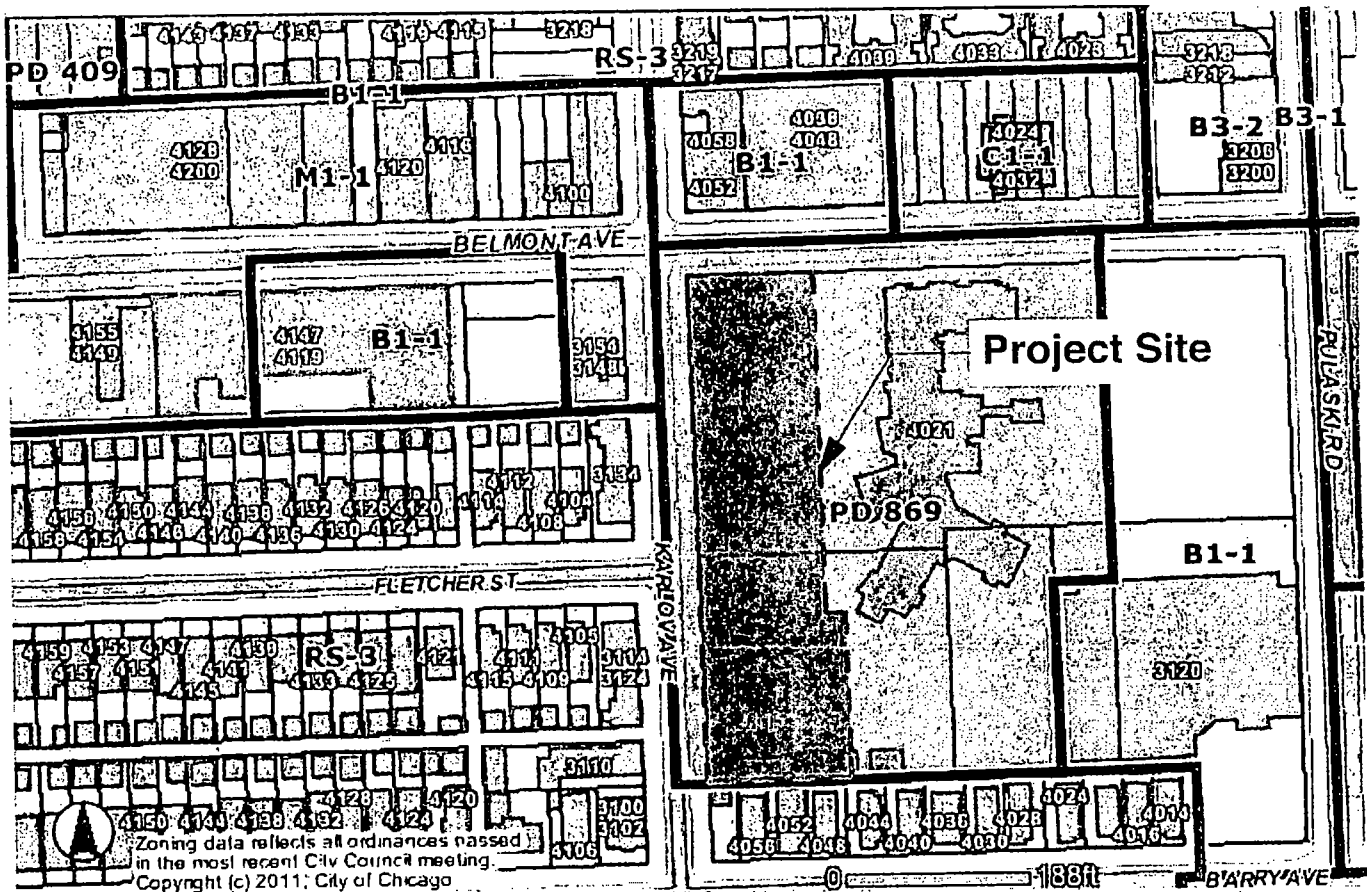 4143 4137 4133 4119 4115 3218
RS-3
3219
3217
4039 4033 4023
3218
3212
PD 409
B1-1
4128
4200
M1-1
4120
4116
4100
4058
4052
B1-1
4038
4048
4024
C1-1
4032
B3-2
B3-1
3206
3200
BELMONT AVE
4155
4149
4147
4119
B1-1
3154
3148
Project Site
PULASKI RD
4021
PD 869
B1-1
3120
4158 4154 4150 4146 4144 4140 4138 4136 4132 4130 4126 4124 4120 4114 4112 4108 4104 3134
FLETCHER ST
KARLOV AVE
4159 4157 4153 4151 4147 4145 4141 4139 4133 4125 4121 4115 4111 4109 4105 3114
3124
RS-3
3110
3100
3102
4150 4144 4138 4132 4128 4124 4120 4106
4056 4052 4048 4044 4040 4036 4030 4028 4024 4016 4014
Zoning data reflects all ordinances passed
in the most recent City Council meeting.
Copyright (c) 2011, City of Chicago
0 188ft
BARRY AVE